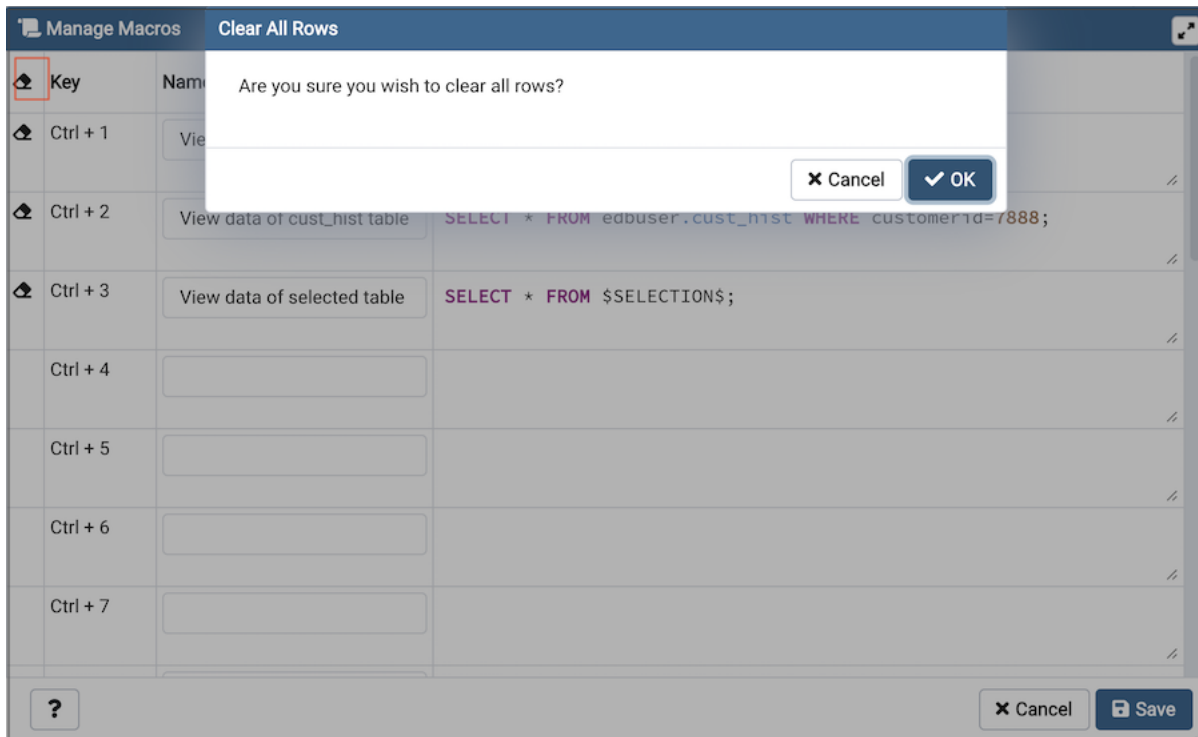 Manage Macros
Clear All Rows
Key
Are you sure you wish to clear all rows?
Cancel
OK
Ctrl + 1
Ctrl + 2
View data of cust_hist table
SELECT * FROM edbuser.cust_hist WHERE customerid=7888;
Ctrl + 3
View data of selected table
SELECT * FROM $SELECTION$;
Ctrl + 4
Ctrl + 5
Ctrl + 6
Ctrl + 7
?
Cancel
Save